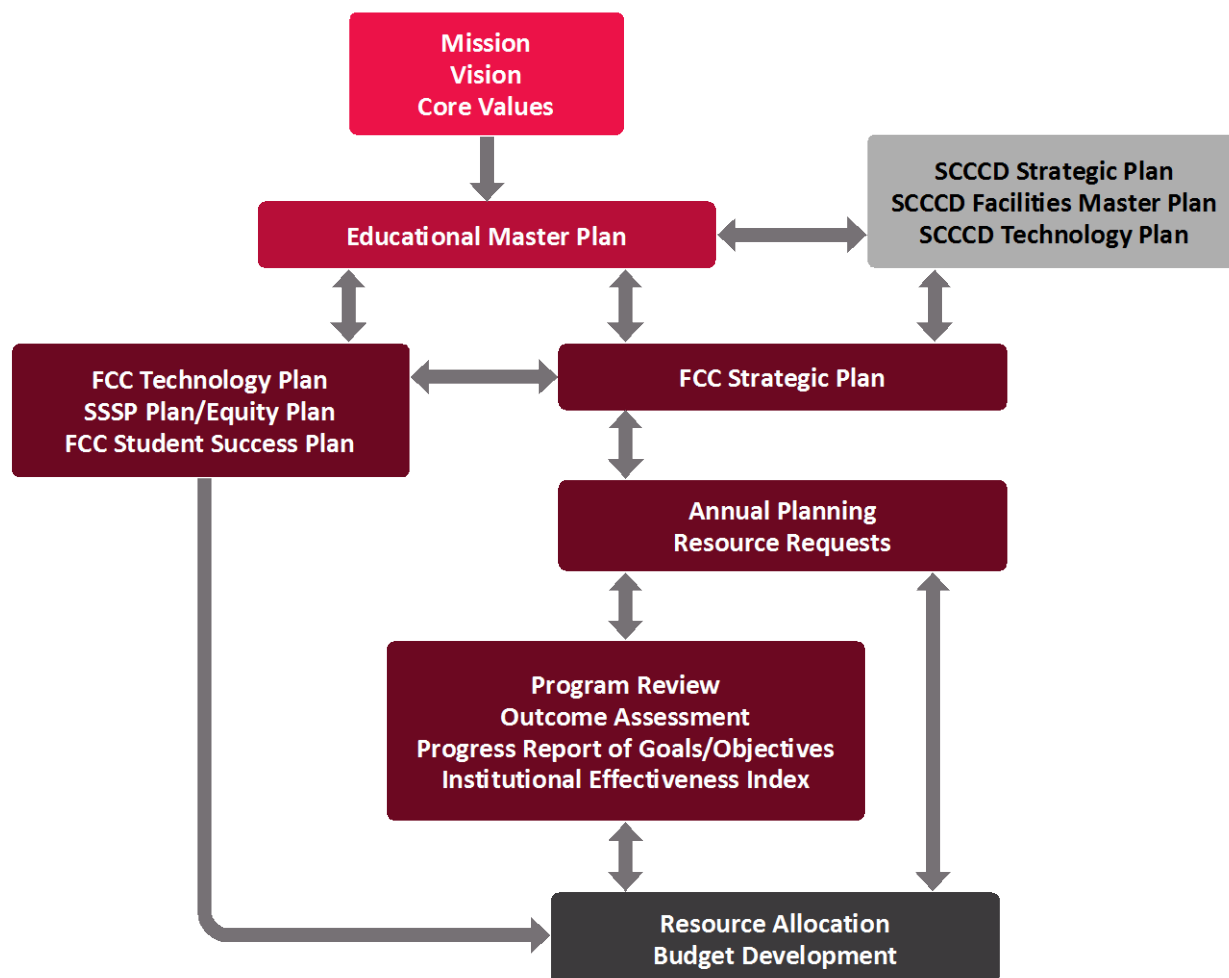 Mission
Vision
Core Values
SCCCD Strategic Plan
SCCCD Facilities Master Plan
SCCCD Technology Plan
Educational Master Plan
FCC Technology Plan
SSSP Plan/Equity Plan
FCC Student Success Plan
FCC Strategic Plan
Annual Planning
Resource Requests
Program Review
Outcome Assessment
Progress Report of Goals/Objectives
Institutional Effectiveness Index
Resource Allocation
Budget Development